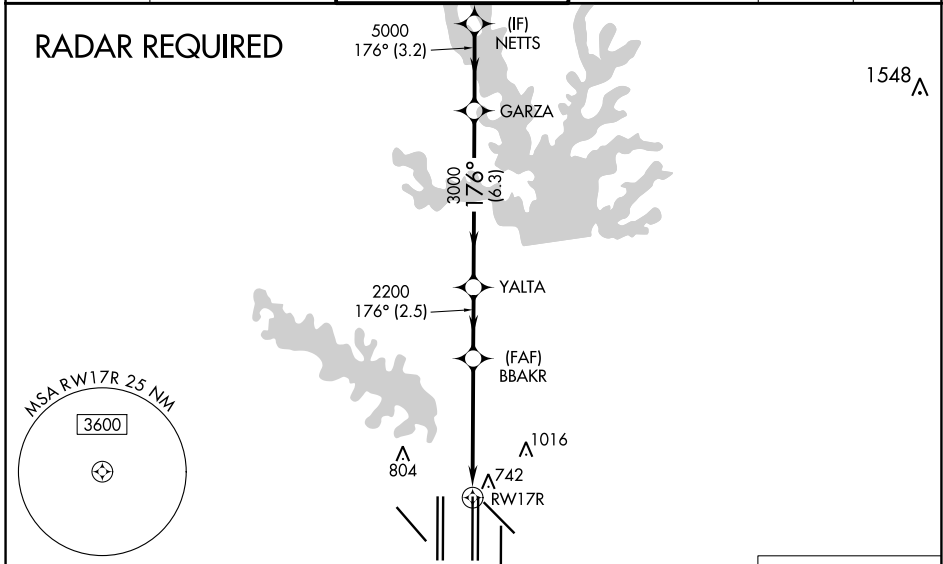 RADAR REQUIRED
5000
176° (3.2)
(IF)
NETTS
1548
GARZA
3000
176°
(6.3)
YALTA
2200
176° (2.5)
(FAF)
BBAKR
MSA RW17R 25 NM
3600
1016
804
742
RW17R